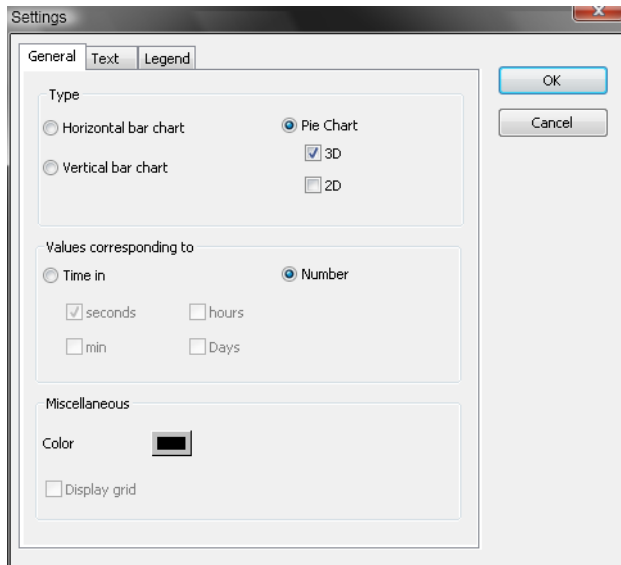 Settings
General Text Legend
OK
Cancel
Type
Horizontal bar chart
Pie Chart
3D
Vertical bar chart
2D
Values corresponding to
Time in
Number
seconds
hours
min
Days
Miscellaneous
Color
Display grid